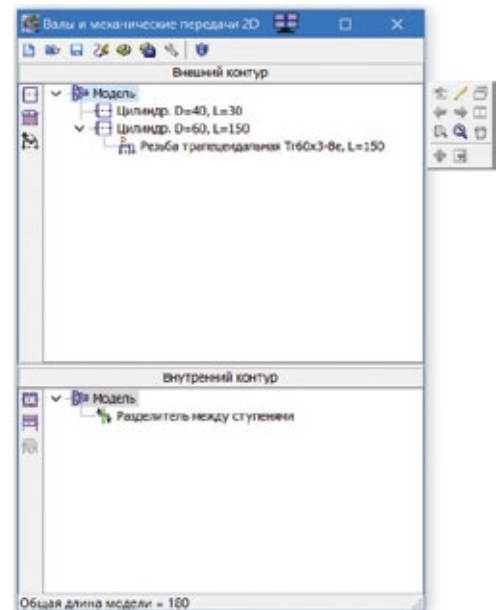 Валы и механические передачи 2D
Внешний контур
Модель
Цилиндр. D=40, L=30
Цилиндр. D=60, L=150
Резьба трапецеидальная Tr60x3-8e, L=150
Внутренний контур
Модель
Разделитель между ступенями
Общая длина модели = 180